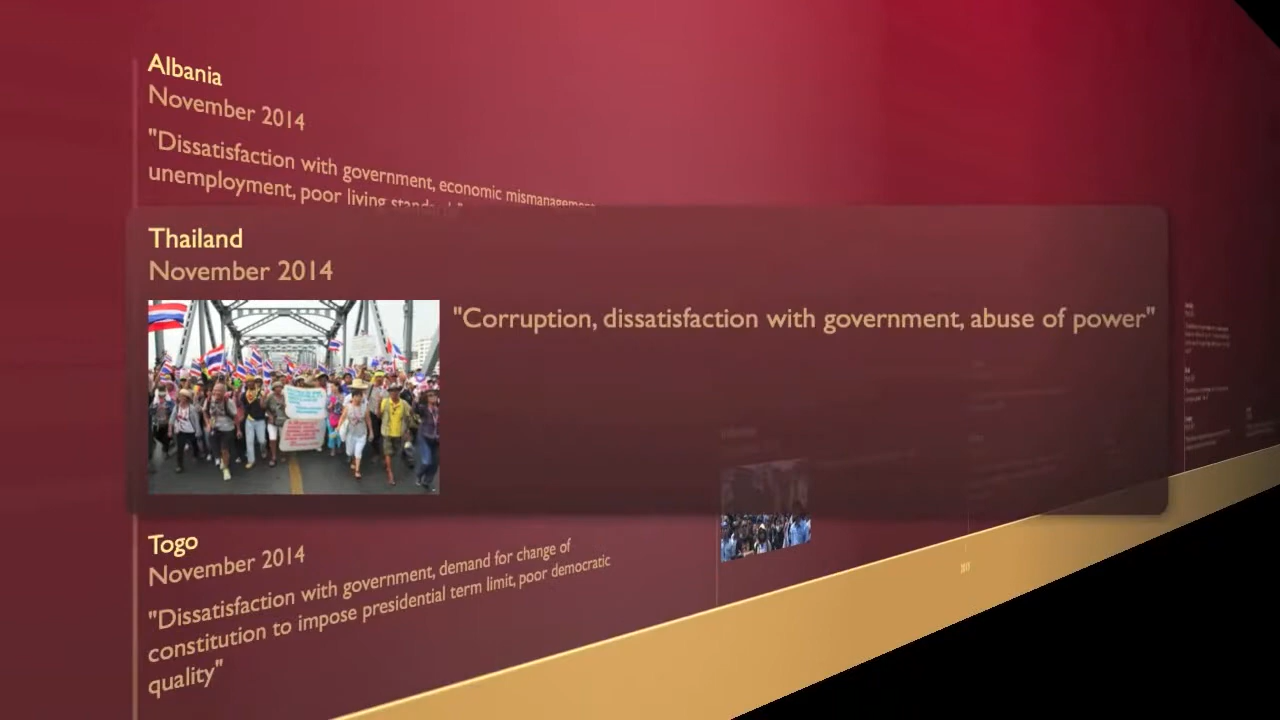 Albania
November 2014
"Dissatisfaction with government, economic mismanagement,
unemployment, poor living standard"
Thailand
November 2014
"Corruption, dissatisfaction with government, abuse of power"
Togo
November 2014
"Dissatisfaction with government, demand for change of
constitution to impose presidential term limit, poor democratic
quality"